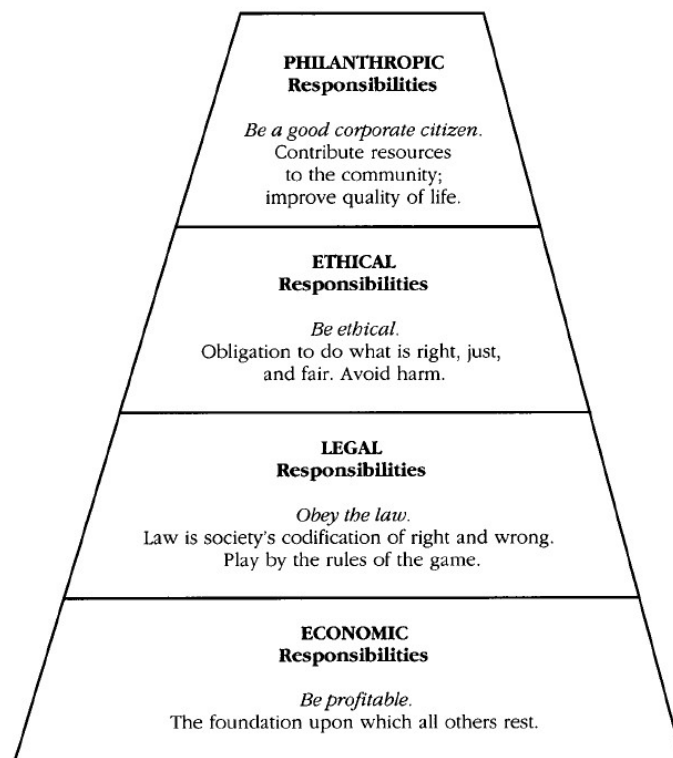 PHILANTHROPIC
Responsibilities
Be a good corporate citizen.
Contribute resources
to the community;
improve quality of life.
ETHICAL
Responsibilities
Be ethical.
Obligation to do what is right, just,
and fair. Avoid harm.
LEGAL
Responsibilities
Obey the law.
Law is society's codification of right and wrong.
Play by the rules of the game.
ECONOMIC
Responsibilities
Be profitable.
The foundation upon which all others rest.